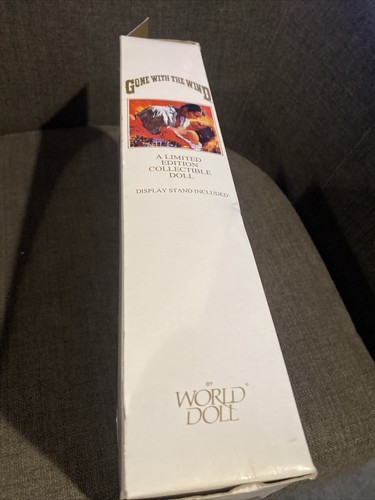 GONE WITH THE WIND
A LIMITED
EDITION
COLLECTIBLE
DOLL
DISPLAY STAND INCLUDED
BY
WORLD
DOLL